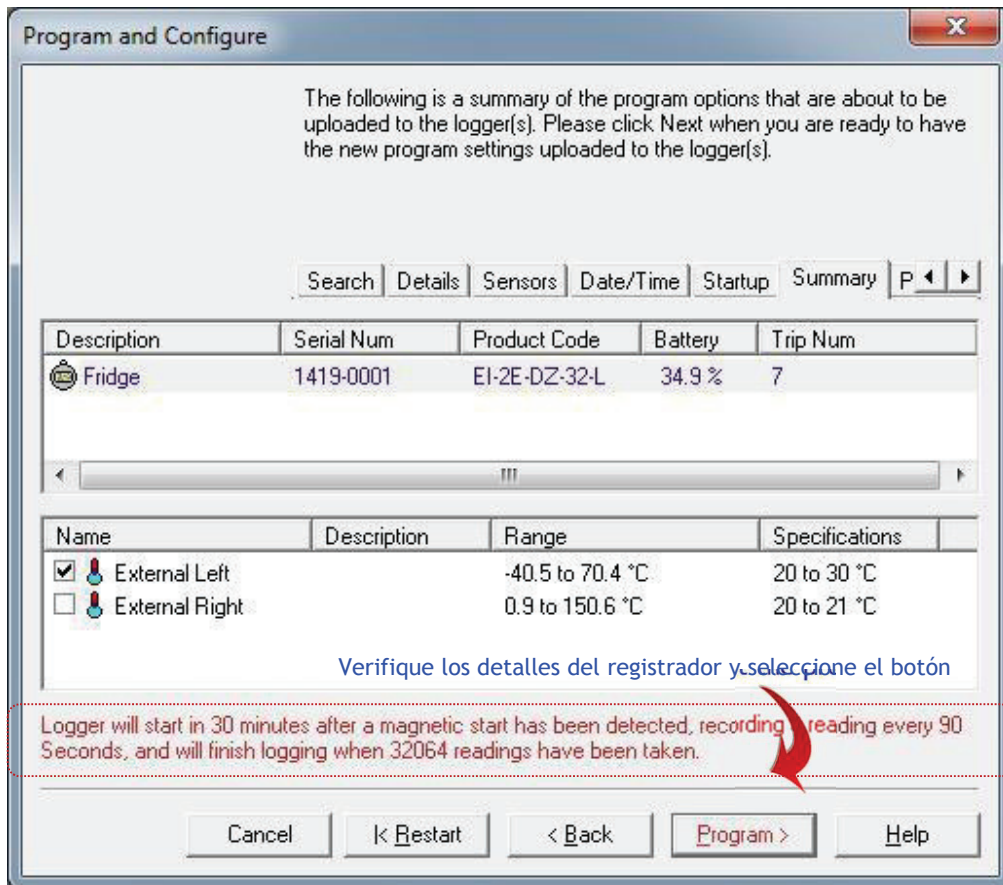 Program and Configure
The following is a summary of the program options that are about to be
uploaded to the logger(s). Please click Next when you are ready to have
the new program settings uploaded to the logger(s).
Search Details Sensors Date/Time Startup Summary P
Description Serial Num Product Code Battery Trip Num
Fridge 1419-0001 EI-2E-DZ-32-L 34.9 % 7
Name Description Range Specifications
External Left -40.5 to 70.4 °C 20 to 30 °C
External Right 0.9 to 150.6 °C 20 to 21 °C
Verifique los detalles del registrador y seleccione el botón
Logger will start in 30 minutes after a magnetic start has been detected, recording reading every 90
Seconds, and will finish logging when 32064 readings have been taken.
Cancel |< Restart < Back Program > Help